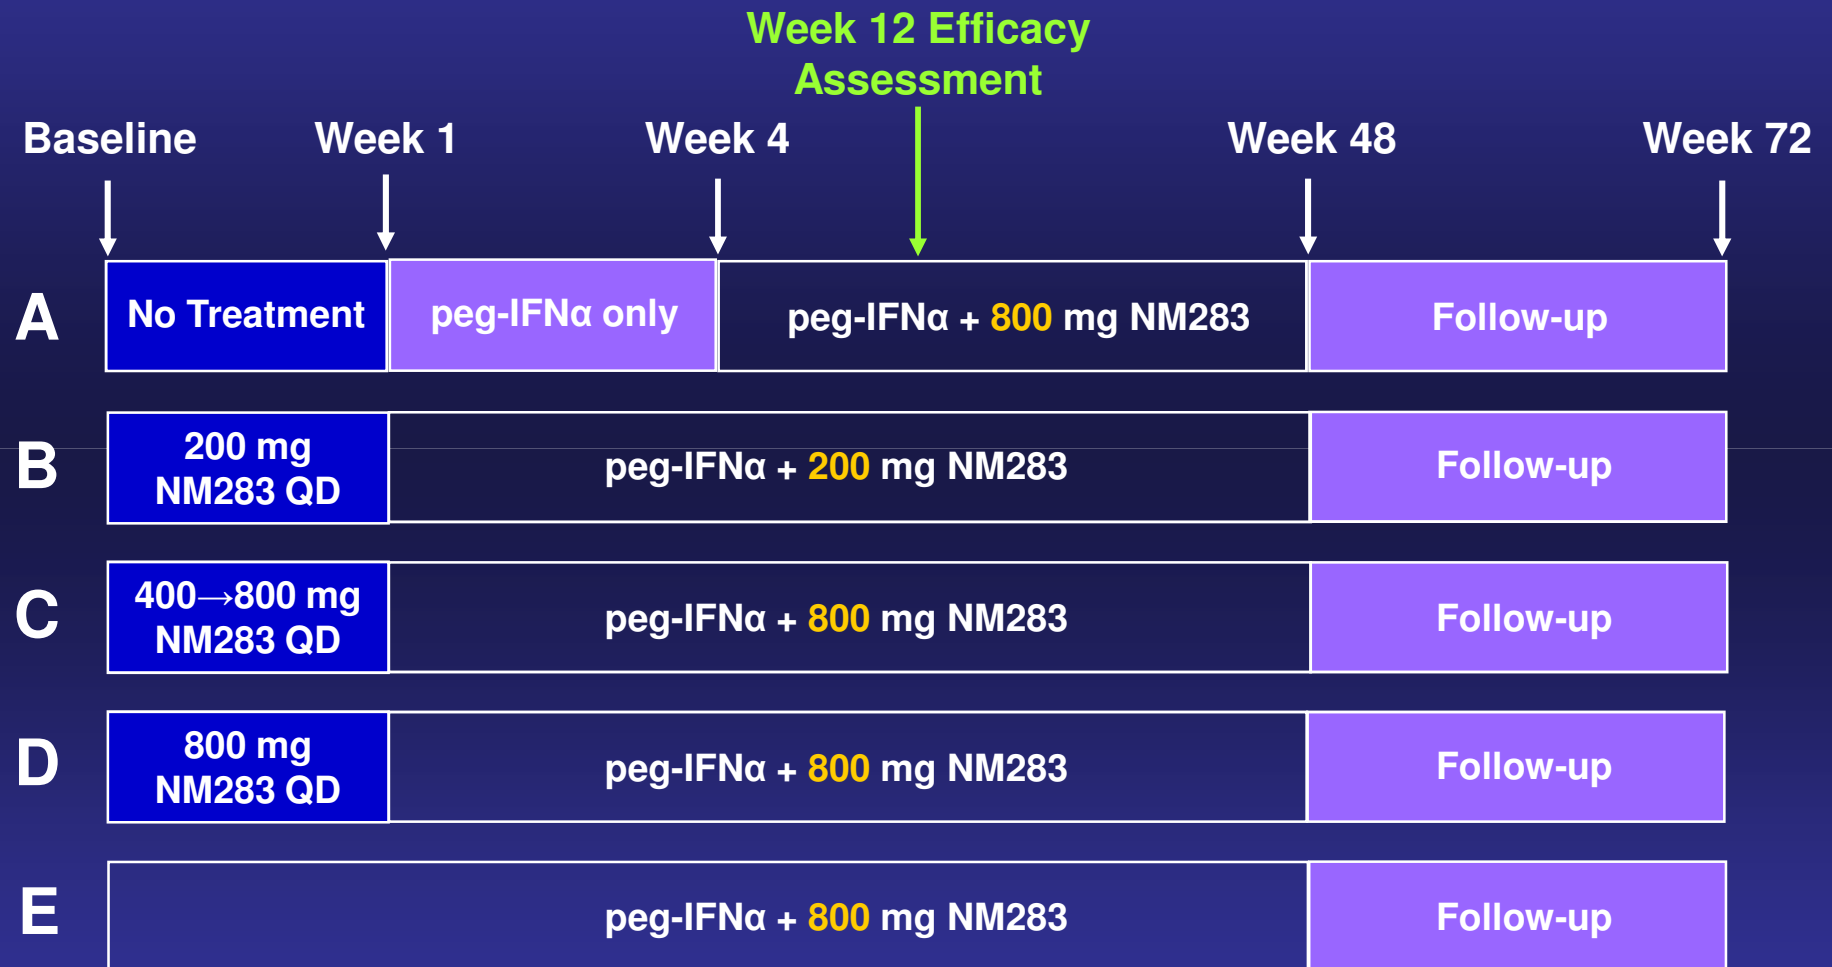 Week 12 Efficacy
Assessment
Baseline
Week 1
Week 4
Week 48
Week 72
A
No Treatment
peg-IFNα only
peg-IFNα + 800 mg NM283
Follow-up
B
200 mg
NM283 QD
peg-IFNα + 200 mg NM283
Follow-up
C
400→800 mg
NM283 QD
peg-IFNα + 800 mg NM283
Follow-up
D
800 mg
NM283 QD
peg-IFNα + 800 mg NM283
Follow-up
E
peg-IFNα + 800 mg NM283
Follow-up